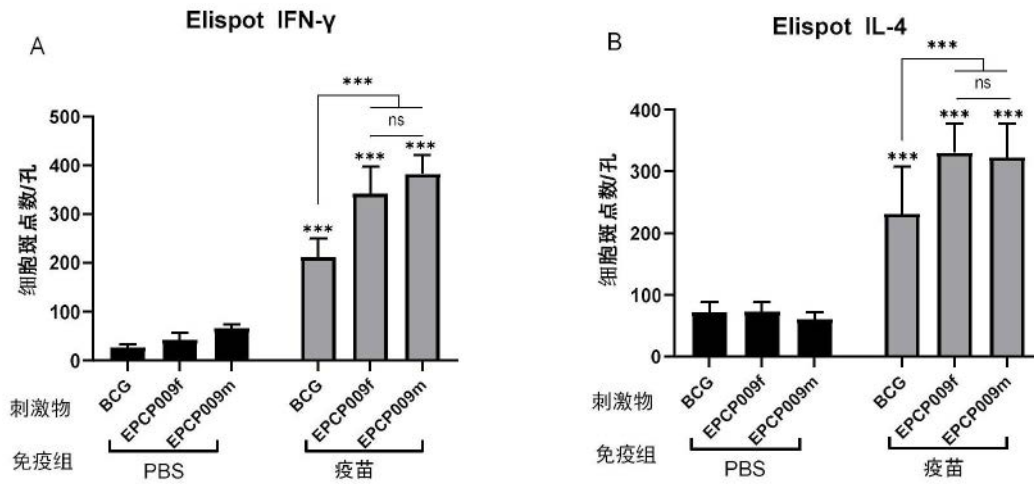 Elispot IFN-γ
A
***
ns
***
***
***
500
400
300
200
100
0
细胞斑点数/孔
刺激物
BCG
EPCP009f
EPCP009m
BCG
EPCP009f
EPCP009m
免疫组
PBS
疫苗
Elispot IL-4
B
***
ns
***
***
***
400
300
200
100
0
细胞斑点数/孔
刺激物
BCG
EPCP009f
EPCP009m
BCG
EPCP009f
EPCP009m
免疫组
PBS
疫苗